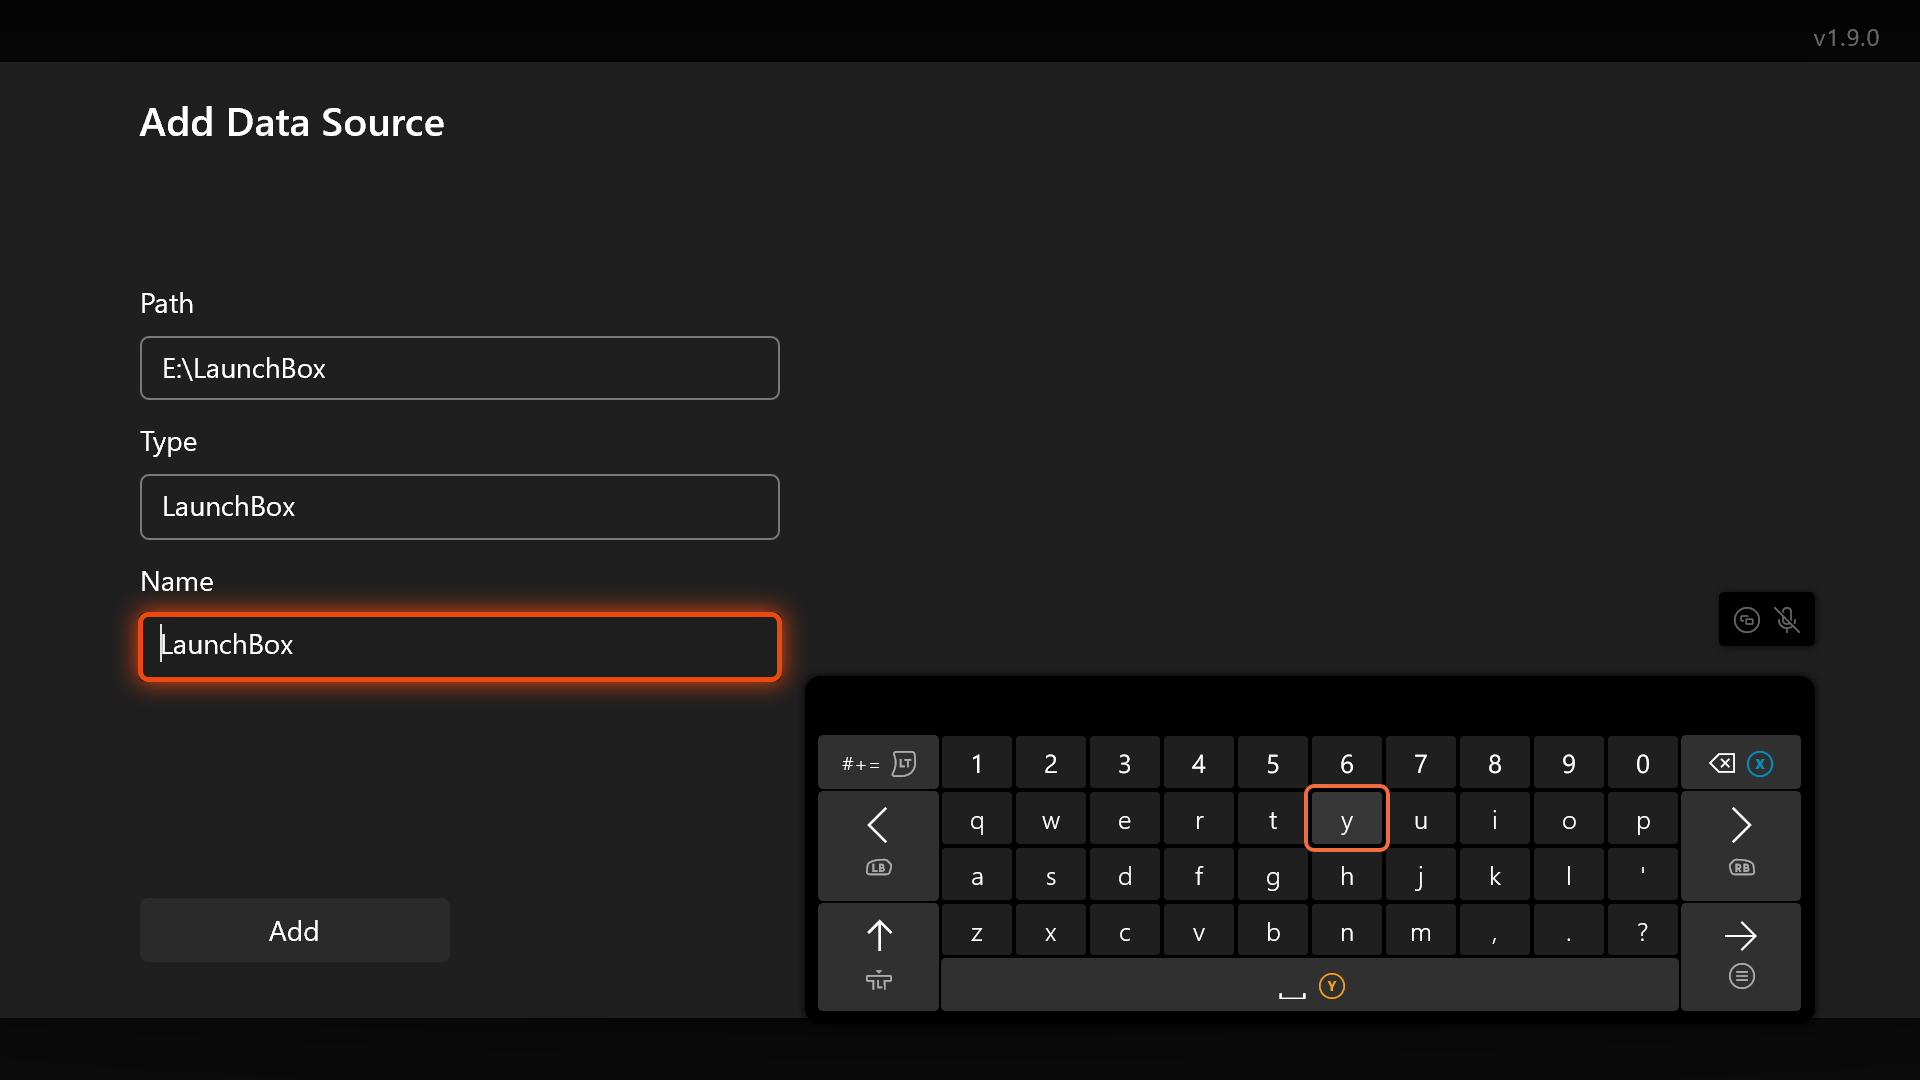 v1.9.0
Add Data Source
Path
E:\LaunchBox
Type
LaunchBox
Name
LaunchBox
Add
#+= LT 1 2 3 4 5 6 7 8 9 0 X
q w e r t y u i o p
LB a s d f g h j k l ' RB
z x c v b n m , . ?
LT Y